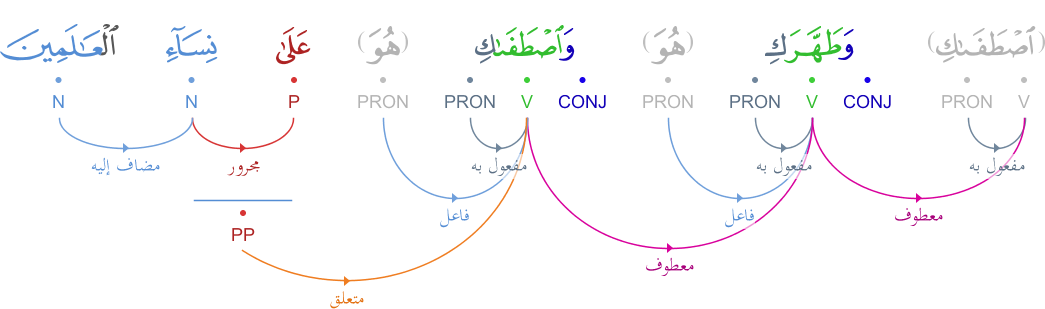 (ٱصْطَفَىٰكِ) وَطَهَّرَكِ (هُوَ) وَٱصْطَفَىٰكِ (هُوَ) عَلَىٰ نِسَآءِ ٱلْعَـٰلَمِينَ
V PRON CONJ V PRON PRON CONJ V PRON PRON P N N
مفعول به مفعول به مفعول به مجرور مضاف إليه
معطوف فاعل فاعل
PP
معطوف
متعلق